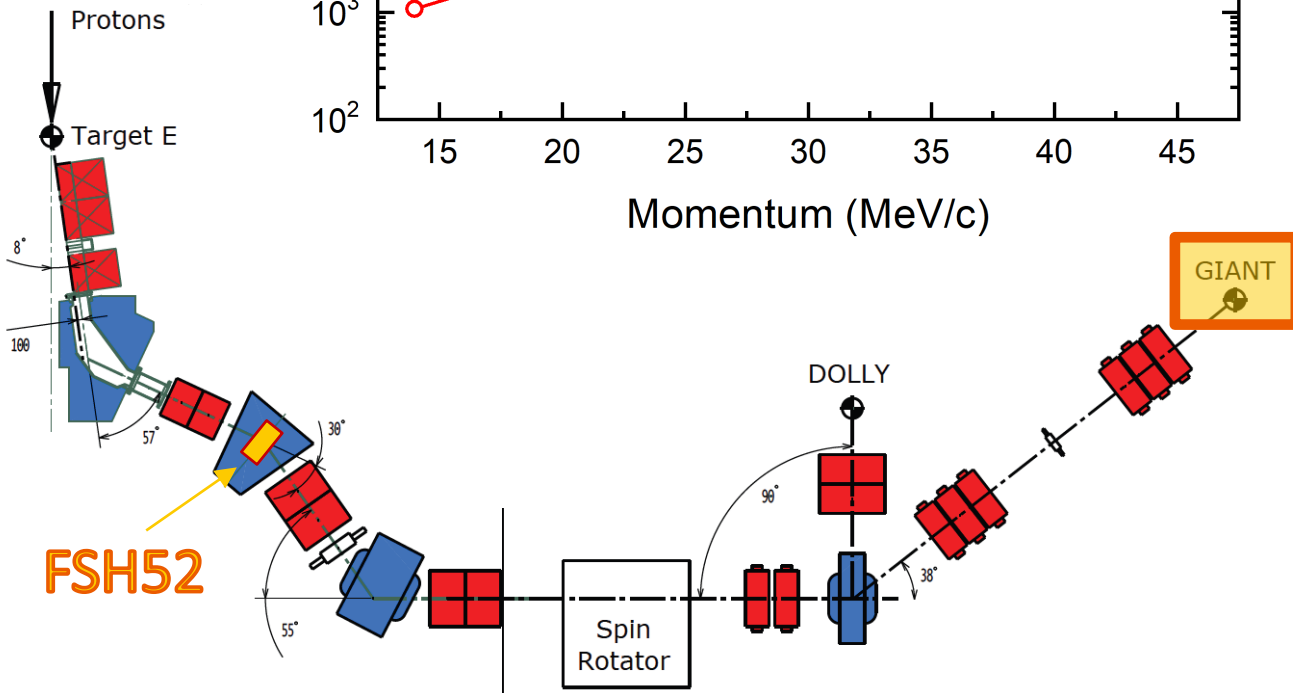 Protons
10³
10²
15 20 25 30 35 40 45
Momentum (MeV/c)
Target E
8°
100
57°
30°
FSH52
55°
Spin
Rotator
DOLLY
90°
38°
GIANT